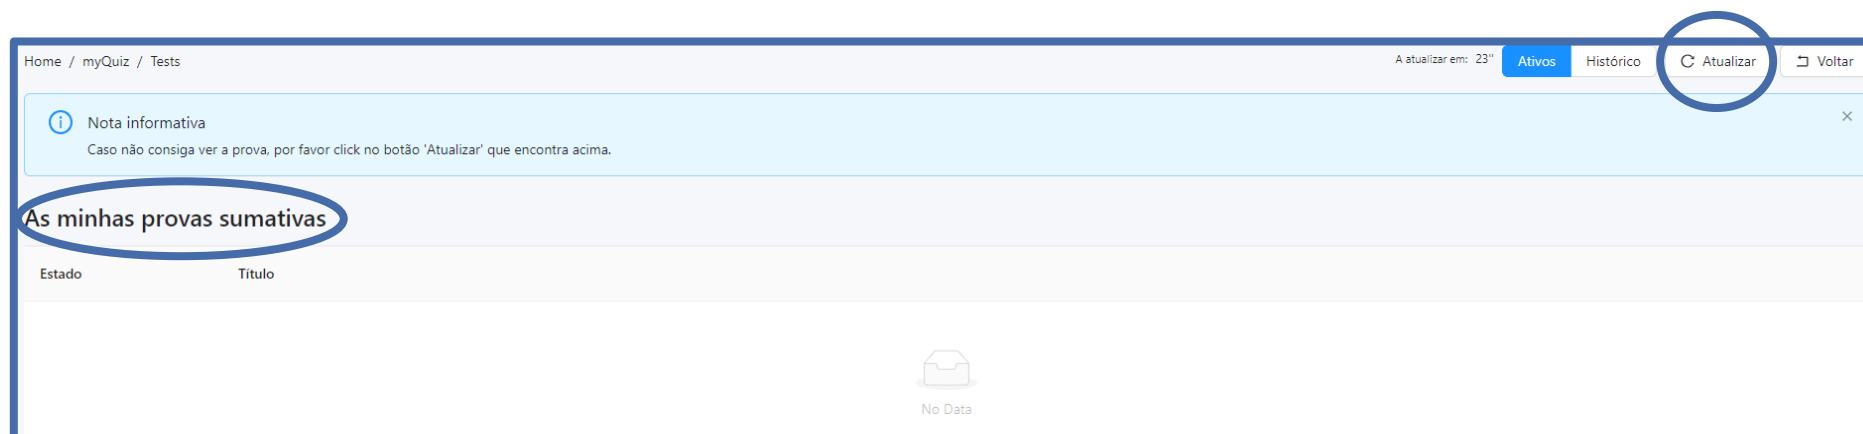 Home / myQuiz / Tests
A atualizar em: 23'' Ativos Histórico Atualizar Voltar
Nota informativa
Caso não consiga ver a prova, por favor click no botão 'Atualizar' que encontra acima.
As minhas provas sumativas
Estado Título
No Data